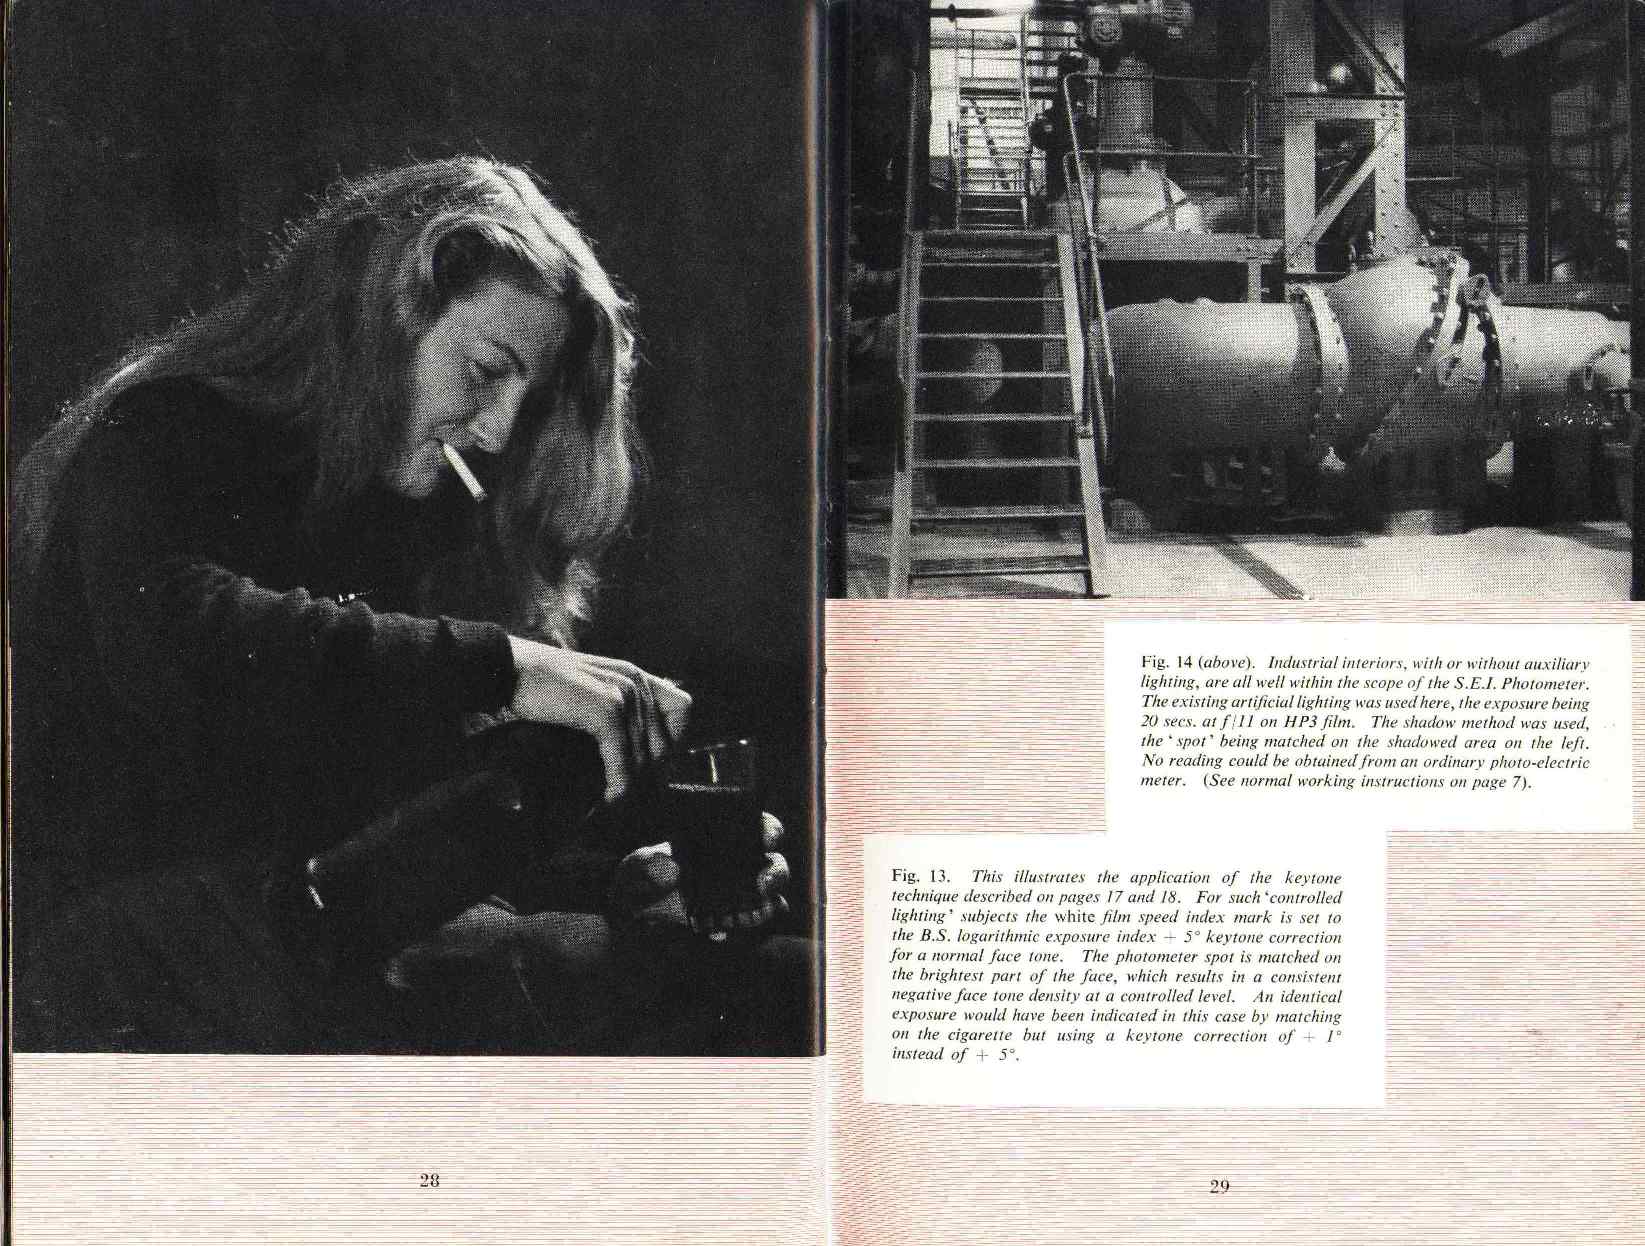 Fig. 14 (above). Industrial interiors, with or without auxiliary
lighting, are all well within the scope of the S.E.I. Photometer.
The existing artificial lighting was used here, the exposure being
20 secs. at f/11 on HP3 film. The shadow method was used,
the ‘spot’ being matched on the shadowed area on the left.
No reading could be obtained from an ordinary photo-electric
meter. (See normal working instructions on page 7).
Fig. 13. This illustrates the application of the keytone
technique described on pages 17 and 18. For such ‘controlled
lighting’ subjects the white film speed index mark is set to
the B.S. logarithmic exposure index + 5° keytone correction
for a normal face tone. The photometer spot is matched on
the brightest part of the face, which results in a consistent
negative face tone density at a controlled level. An identical
exposure would have been indicated in this case by matching
on the cigarette but using a keytone correction of + 1°
instead of + 5°.
28
29